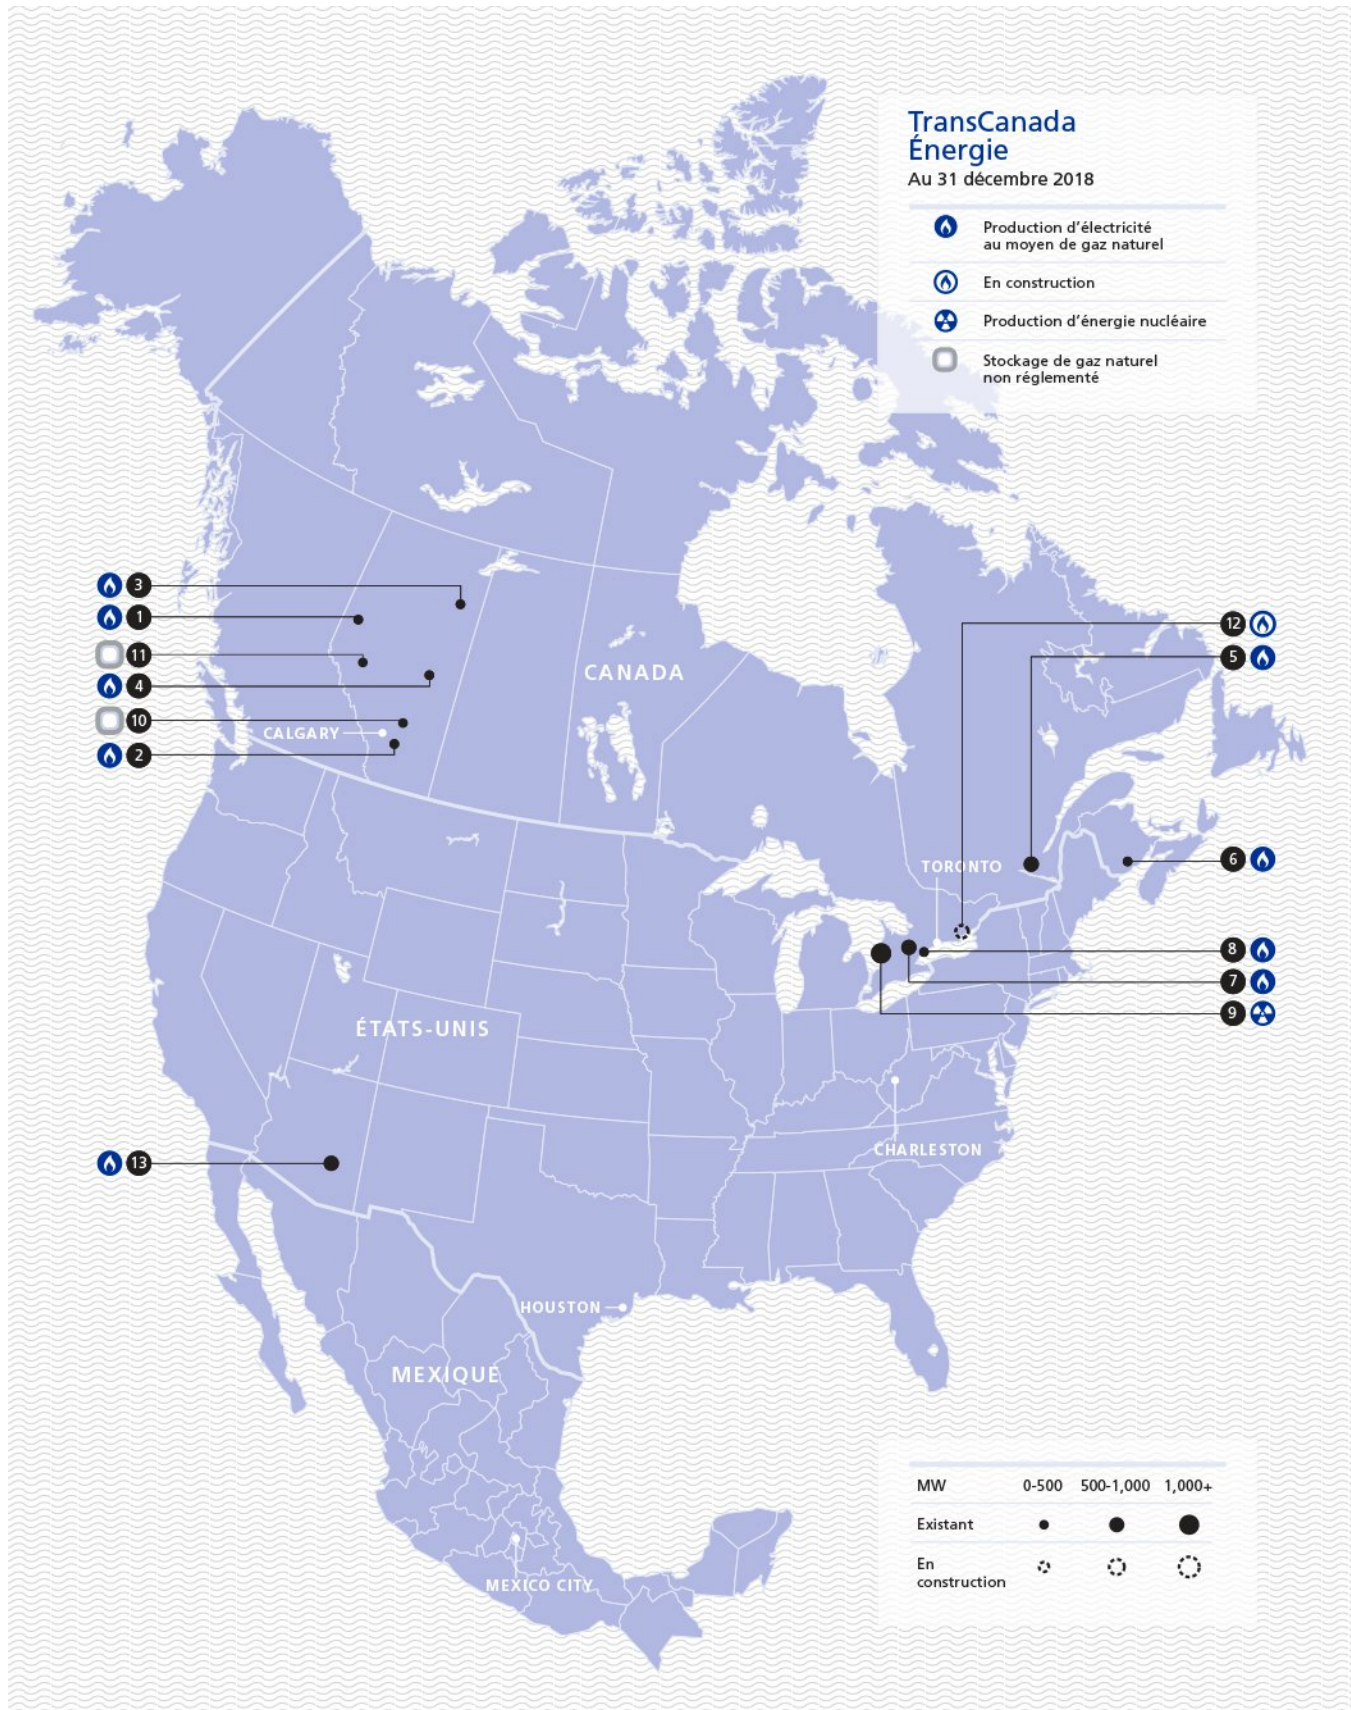 TransCanada
Énergie
Au 31 décembre 2018
Production d'électricité
au moyen de gaz naturel
En construction
Production d'énergie nucléaire
Stockage de gaz naturel
non réglementé
3
1
11
4
10
2
CALGARY
CANADA
12
5
TORONTO
6
8
7
9
ÉTATS-UNIS
CHARLESTON
13
HOUSTON
MEXIQUE
MEXICO CITY
MW 0-500 500-1,000 1,000+
Existant
En
construction